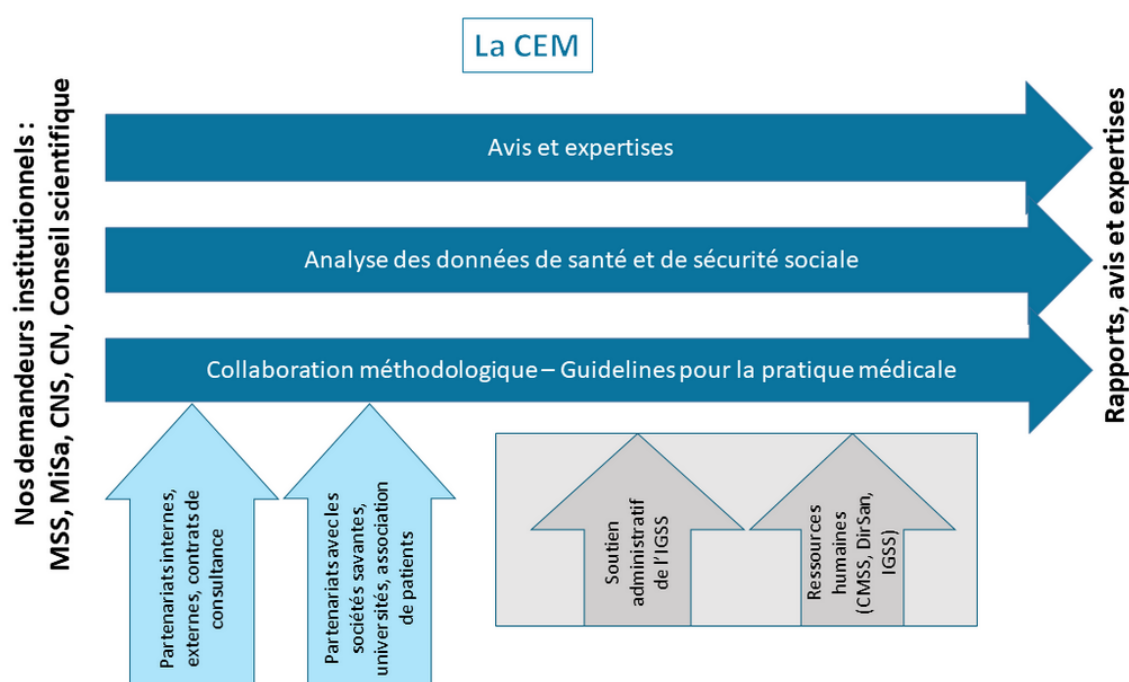 La CEM
Nos demandeurs institutionnels :
MSS, MiSa, CNS, CN, Conseil scientifique
Avis et expertises
Analyse des données de santé et de sécurité sociale
Collaboration méthodologique – Guidelines pour la pratique médicale
Rapports, avis et expertises
Partenariats internes,
externes, contrats de
consultance
Partenariats avec les
sociétés savantes,
universités, association
de patients
Soutien
administratif
de l'IGSS
Ressources
humaines
(CMSS, DirSan,
IGSS)